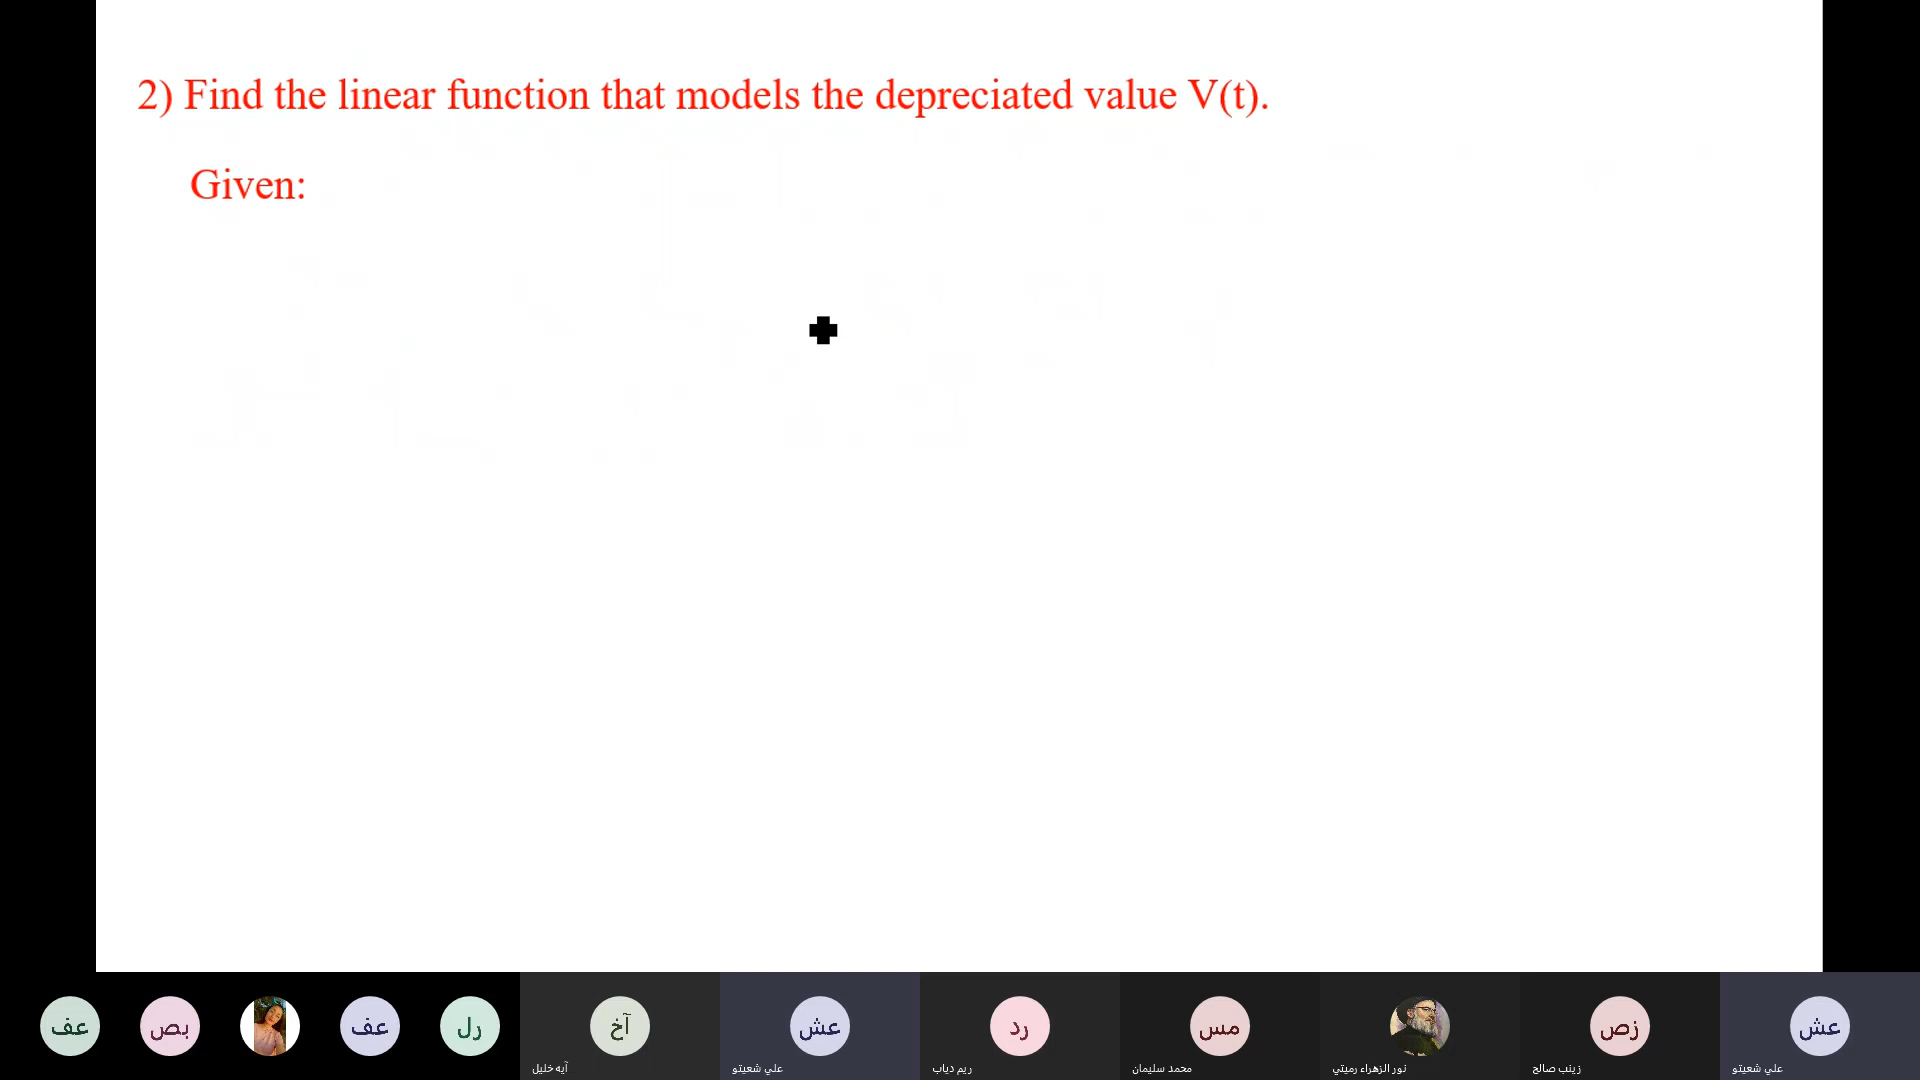 2) Find the linear function that models the depreciated value V(t).
Given:
عف
بص
عف
رل
آخ
عش
رد
مس
زص
عش
آيه خليل
علي شعيتو
ريم دياب
محمد سليمان
نور الزهراء رميتي
زينب صالح
علي شعيتو